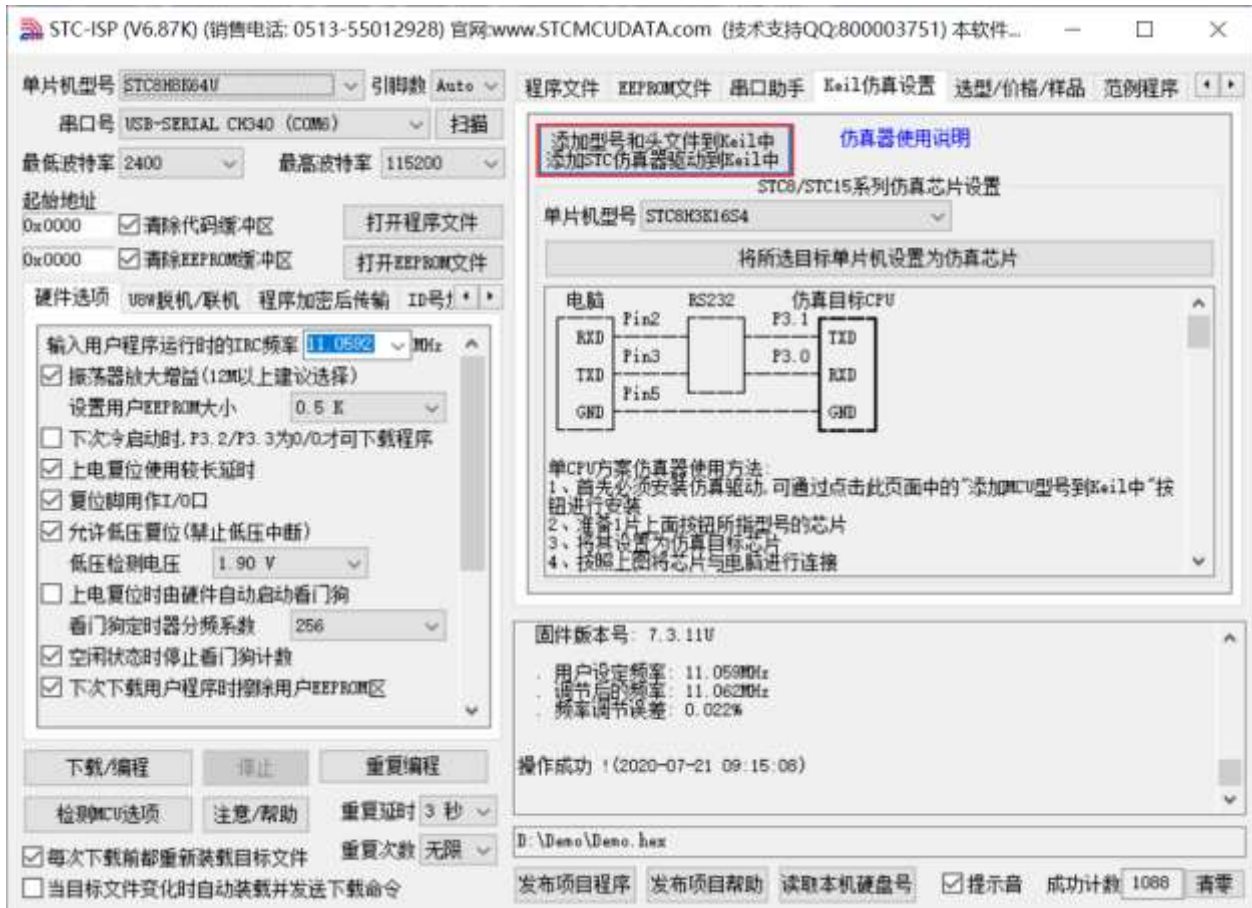 STC-ISP (V6.87K) (销售电话: 0513-55012928) 官网:www.STCMCUDATA.com (技术支持QQ:800003751) 本软件...
单片机型号 STC8H8K64U 引脚数 Auto
串口号 USB-SERIAL CH340 (COM6) 扫描
最低波特率 2400 最高波特率 115200
起始地址
0x0000 清除代码缓冲区 打开程序文件
0x0000 清除EEPROM缓冲区 打开EEPROM文件
硬件选项 U8W脱机/联机 程序加密后传输 ID号
输入用户程序运行时的IRC频率 11.0592 MHz
振荡器放大增益(12M以上建议选择)
设置用户EEPROM大小 0.5 K
下次冷启动时,P3.2/P3.3为0/0才可下载程序
上电复位使用较长延时
复位脚用作I/O口
允许低压复位(禁止低压中断)
低压检测电压 1.90 V
上电复位时由硬件自动启动看门狗
看门狗定时器分频系数 256
空闲状态时停止看门狗计数
下次下载用户程序时擦除用户EEPROM区
下载/编程 停止 重复编程
检测MCU选项 注意/帮助 重复延时 3 秒
每次下载前都重新装载目标文件 重复次数 无限
当目标文件变化时自动装载并发送下载命令
程序文件 EEPROM文件 串口助手 Keil仿真设置 选型/价格/样品 范例程序
添加型号和头文件到Keil中
添加STC仿真器驱动到Keil中
仿真器使用说明
STC8/STC15系列仿真芯片设置
单片机型号 STC8H3K16S4
将所选目标单片机设置为仿真芯片
电脑 RS232 仿真目标CPU
Pin2 P3.1
RXD TXD
Pin3 P3.0
TXD RXD
Pin5
GND GND
单CPU方案仿真器使用方法:
1、首先必须安装仿真驱动,可通过点击此页面中的"添加MCU型号到Keil中"按
钮进行安装
2、准备1片上面按钮所指型号的芯片
3、将其设置为仿真目标芯片
4、按照上图将芯片与电脑进行连接
固件版本号: 7.3.11U
. 用户设定频率: 11.059MHz
. 调节后的频率: 11.062MHz
. 频率调节误差: 0.022%
操作成功 !(2020-07-21 09:15:08)
D:\Demo\Demo.hex
发布项目程序 发布项目帮助 读取本机硬盘号 提示音 成功计数 1088 清零